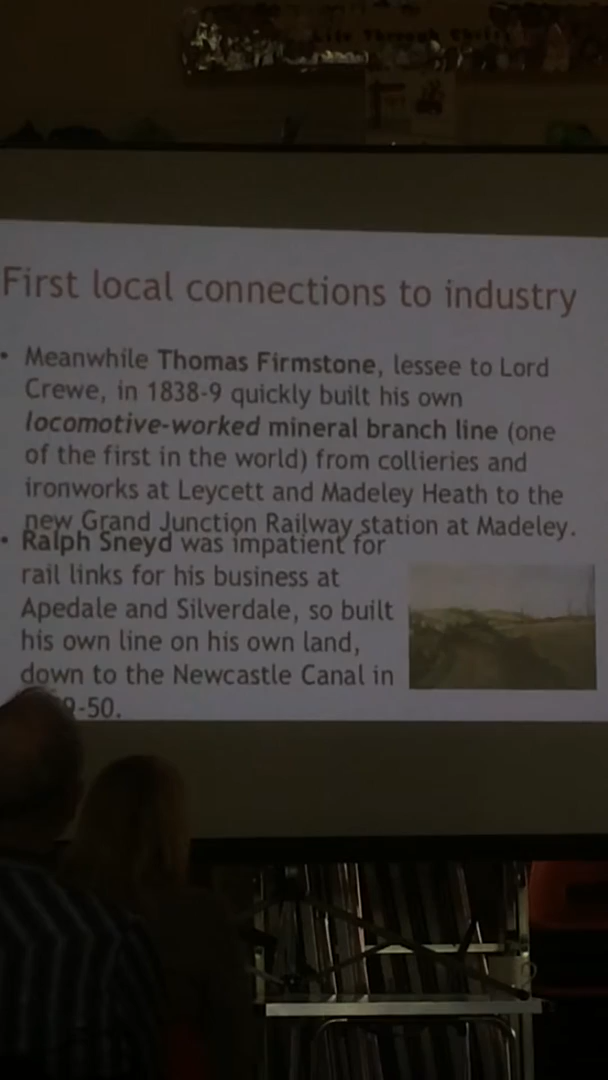 Life Through Christ
First local connections to industry
• Meanwhile Thomas Firmstone, lessee to Lord
Crewe, in 1838-9 quickly built his own
locomotive-worked mineral branch line (one
of the first in the world) from collieries and
ironworks at Leycett and Madeley Heath to the
new Grand Junction Railway station at Madeley.
• Ralph Sneyd was impatient for
rail links for his business at
Apedale and Silverdale, so built
his own line on his own land,
down to the Newcastle Canal in
9-50.